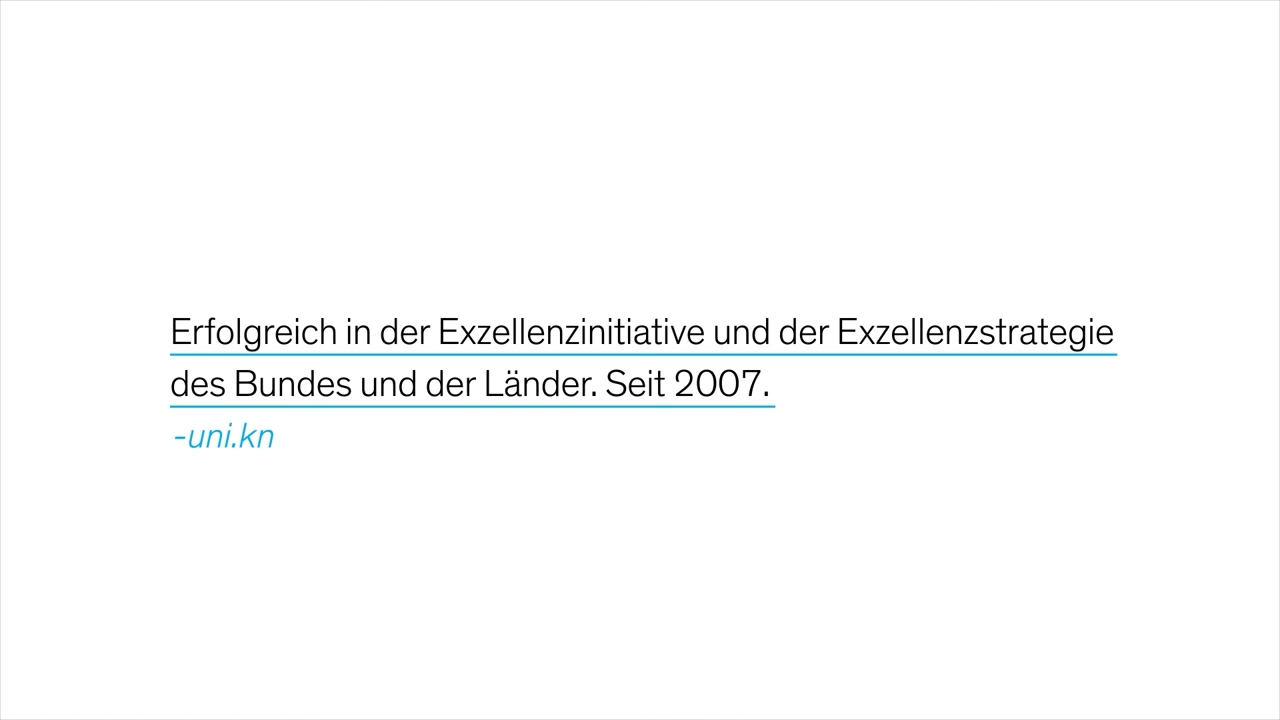 Erfolgreich in der Exzellenzinitiative und der Exzellenzstrategie
des Bundes und der Länder. Seit 2007.
-uni.kn